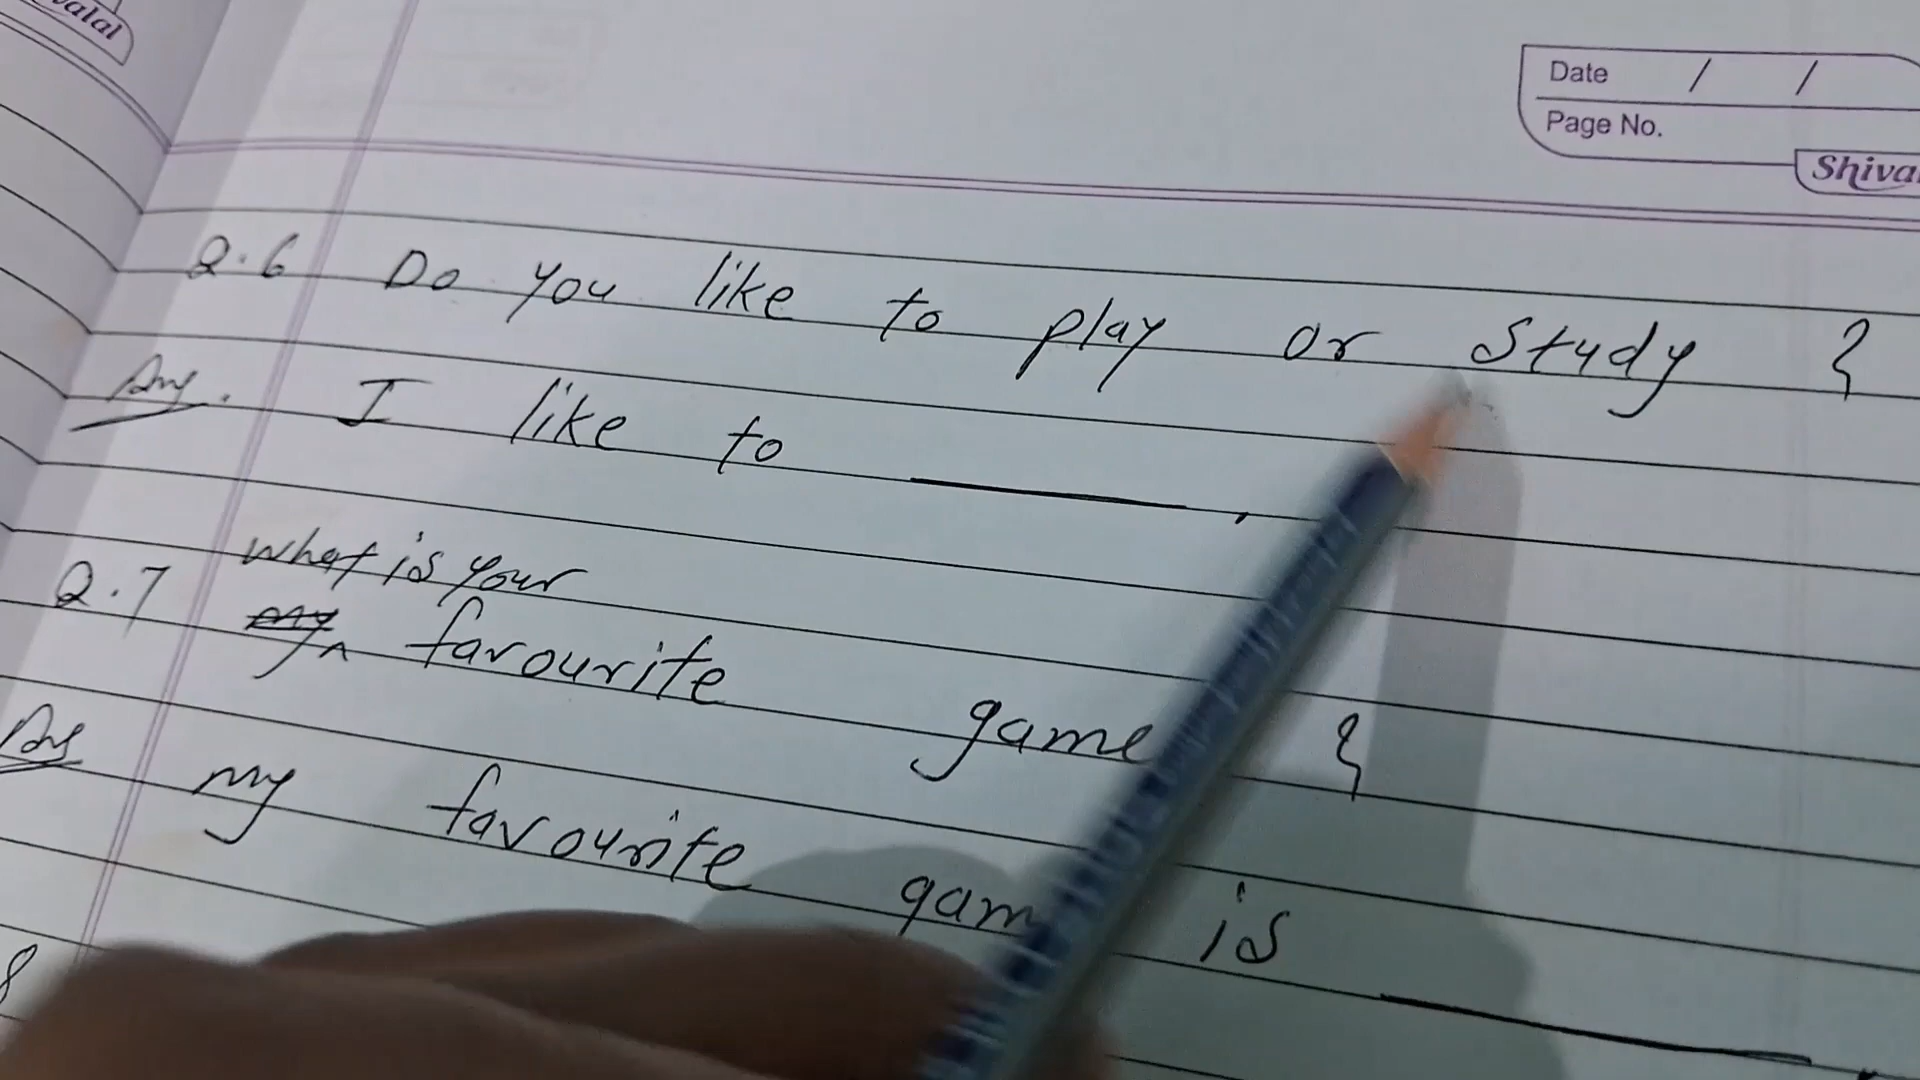 Date / /
Page No.
Q.6 Do you like to play or study ?
Ans. I like to ______.
What is your
Q.7 my^ favourite game ?
Ans my favourite gam is ______.
8